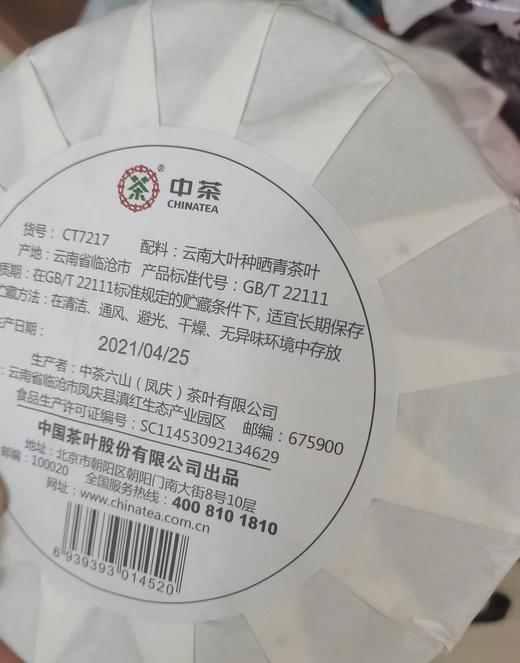 茶
®
中茶
CHINATEA
货号： CT7217 配料：云南大叶种晒青茶叶
产地：云南省临沧市 产品标准代号：GB/T 22111
质期：在GB/T 22111标准规定的贮藏条件下，适宜长期保存
贮藏方法：在清洁、通风、避光、干燥、无异味环境中存放
生产日期：
2021/04/25
生产者：中茶六山（凤庆）茶叶有限公司
：云南省临沧市凤庆县滇红生态产业园区 邮编：675900
食品生产许可证编号：SC11453092134629
中国茶叶股份有限公司出品
地址：北京市朝阳区朝阳门南大街8号10层
邮编：100020 全国服务热线：400 810 1810
网址：www.chinatea.com.cn
6 939393 014520